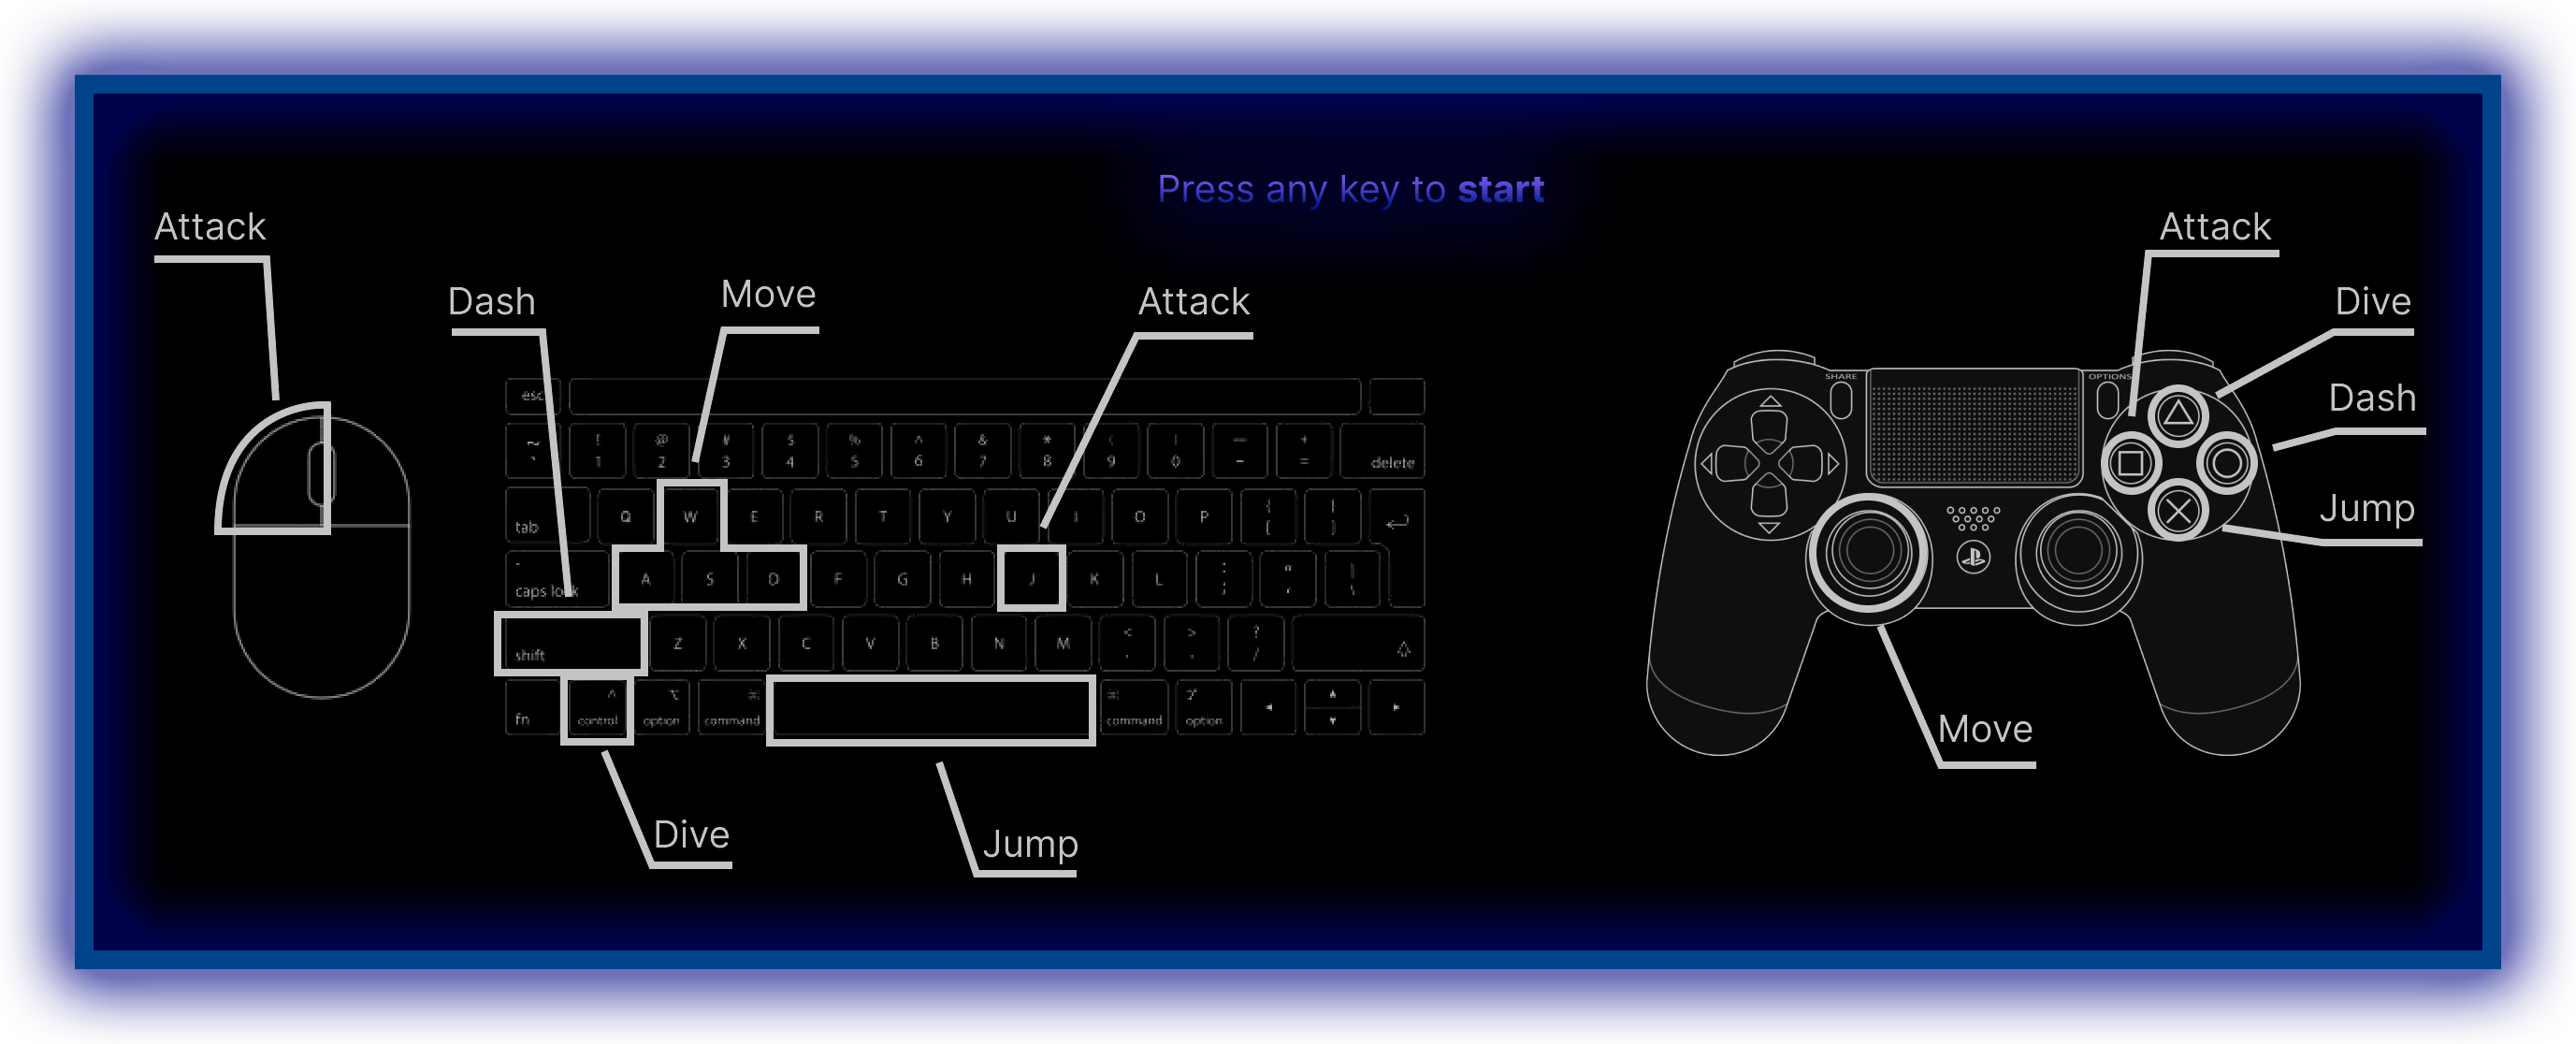 Press any key to start
Attack
Attack
Dash
Move
Attack
Dive
Dash
Jump
SHARE
OPTIONS
esc
~ ! @ # $ % ^ & * ( ) — +
` 1 2 3 4 5 6 7 8 9 0 - =
delete
tab Q W E R T Y U I O P { [ } ]
caps lock A S D F G H J K L : ; " ' | \
shift Z X C V B N M < , > . ? /
fn control option command command option
Move
Dive
Jump